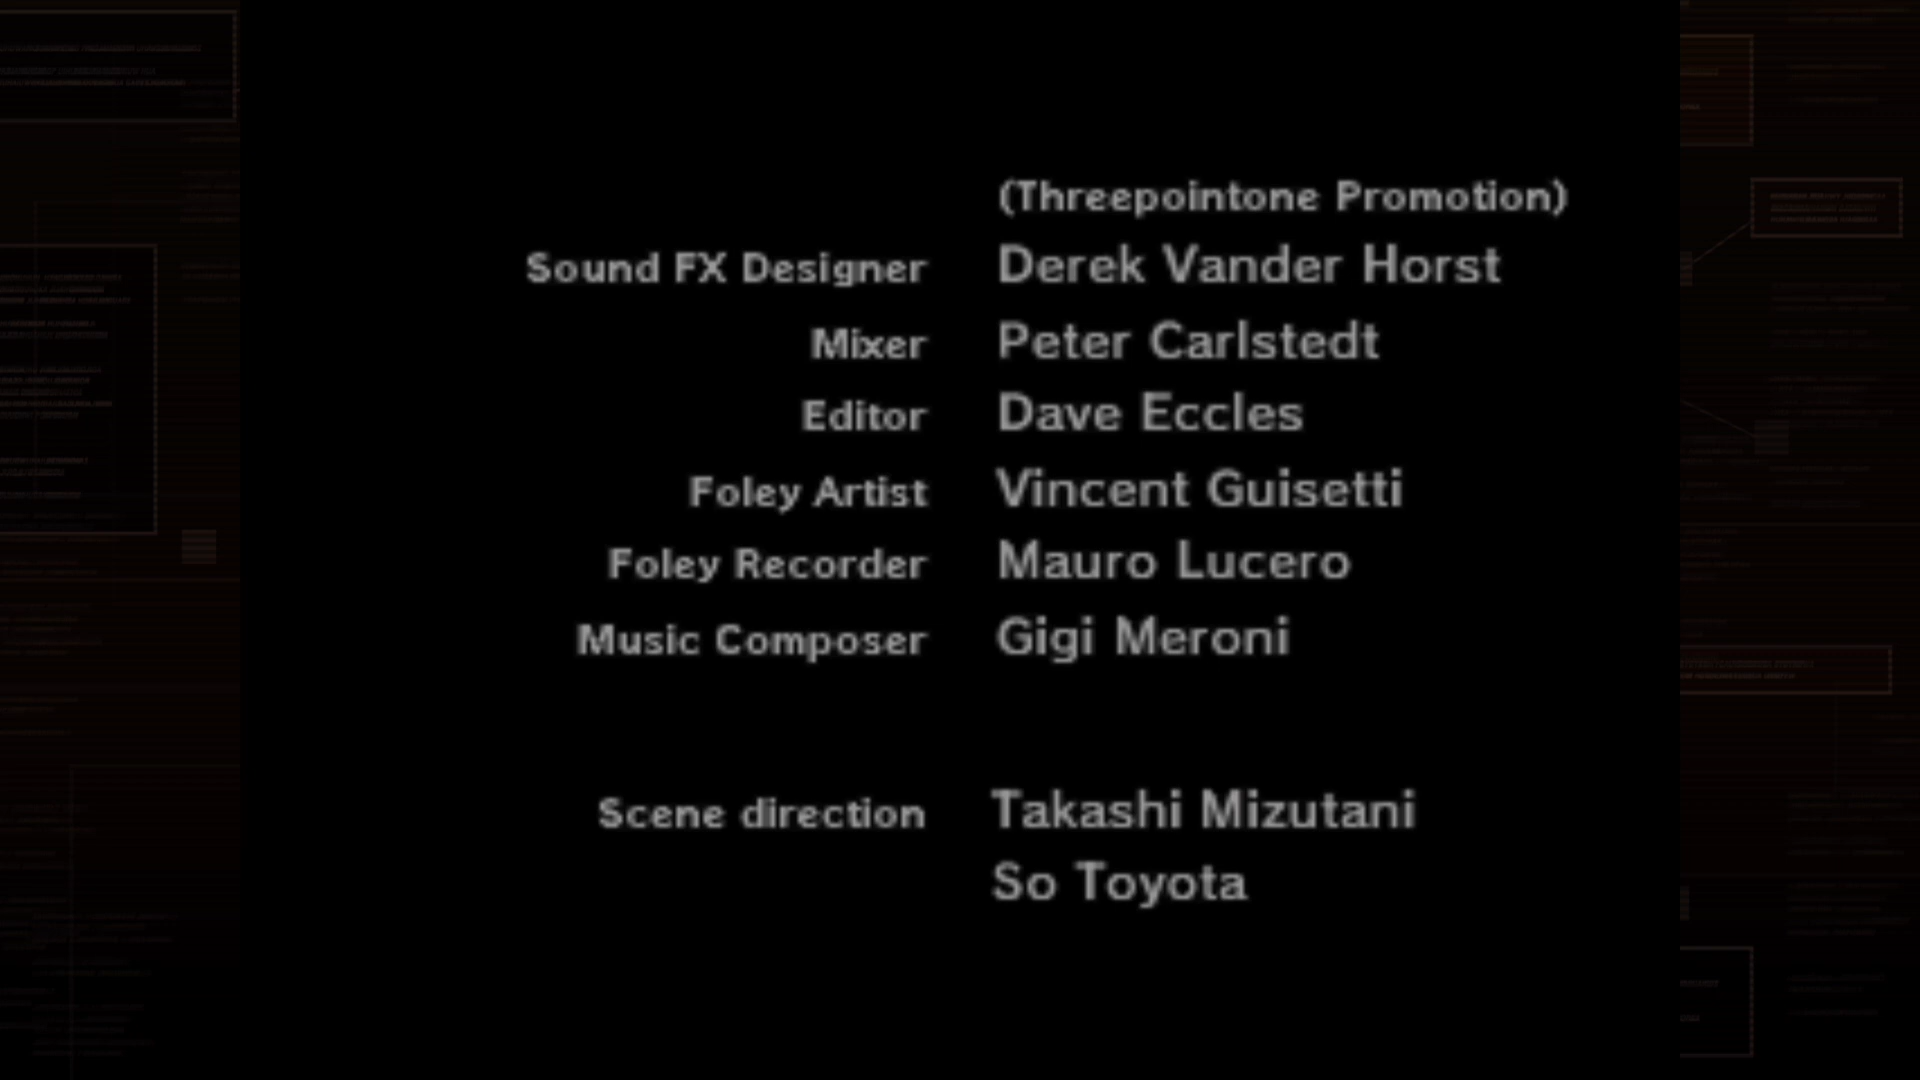 (Threepointone Promotion)
Sound FX Designer Derek Vander Horst
Mixer Peter Carlstedt
Editor Dave Eccles
Foley Artist Vincent Guisetti
Foley Recorder Mauro Lucero
Music Composer Gigi Meroni
Scene direction Takashi Mizutani
So Toyota